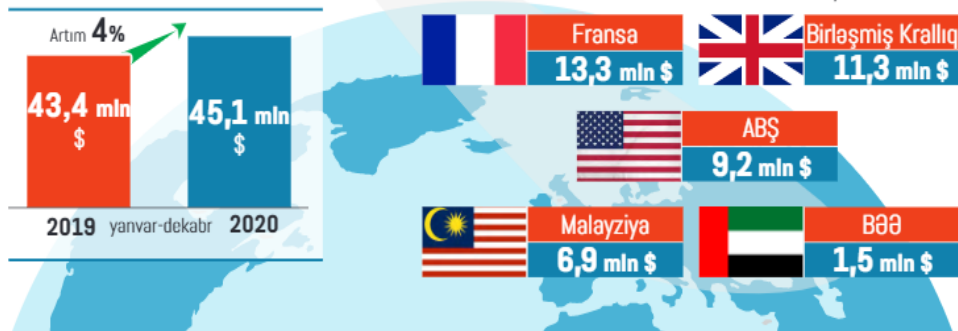 Artım 4%
43,4 mln
$
45,1 mln
$
2019 yanvar-dekabr 2020
Fransa
13,3 mln $
Birləşmiş Krallıq
11,3 mln $
ABŞ
9,2 mln $
Malayziya
6,9 mln $
BƏƏ
1,5 mln $